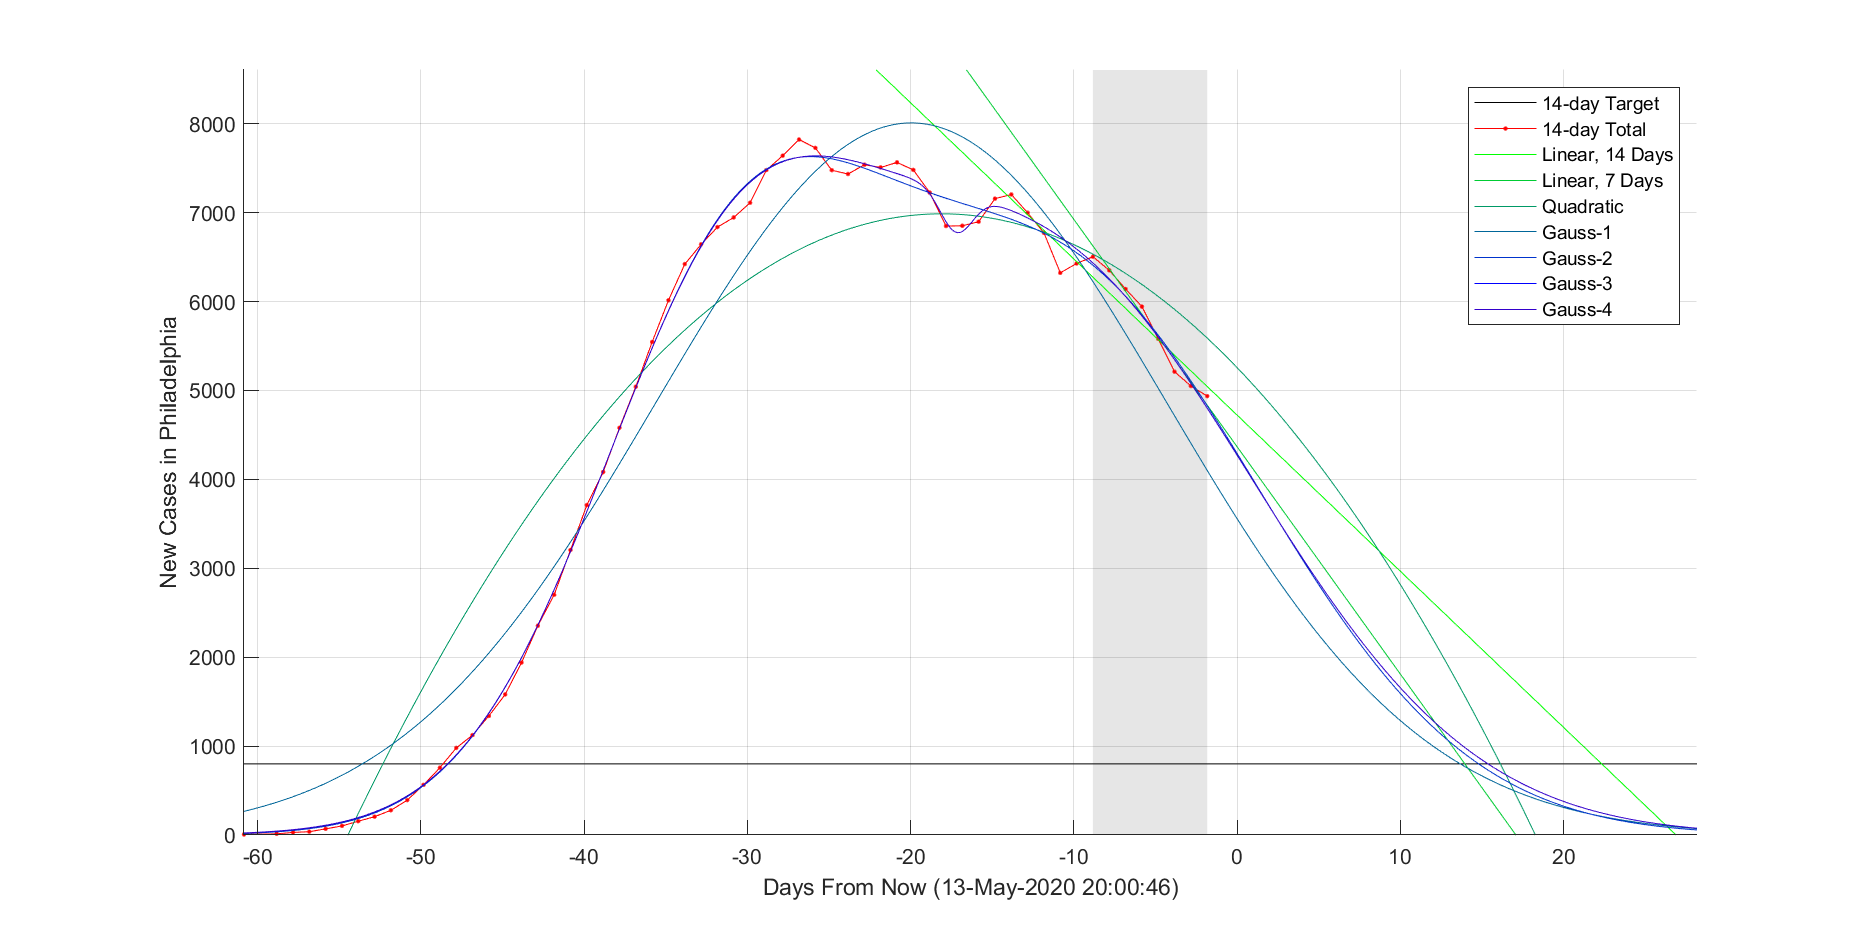 8000
7000
6000
5000
4000
3000
2000
1000
0
New Cases in Philadelphia
-60 -50 -40 -30 -20 -10 0 10 20
Days From Now (13-May-2020 20:00:46)
14-day Target
14-day Total
Linear, 14 Days
Linear, 7 Days
Quadratic
Gauss-1
Gauss-2
Gauss-3
Gauss-4